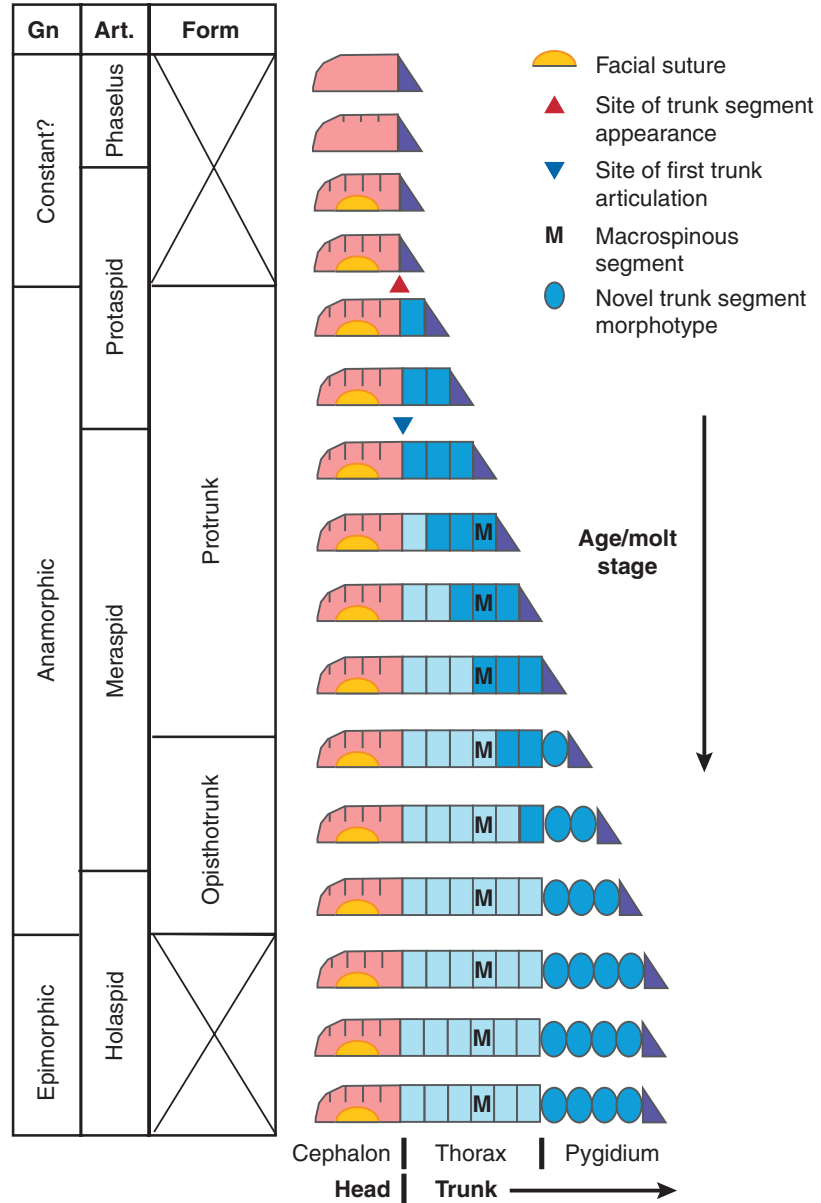 Gn Art. Form
Constant?
Anamorphic
Epimorphic
Phaselus
Protaspid
Meraspid
Holaspid
Protrunk
Opisthotrunk
Facial suture
Site of trunk segment
appearance
Site of first trunk
articulation
M Macrospinous
segment
Novel trunk segment
morphotype
Age/molt
stage
M
M
M
M
M
M
M
M
M
Cephalon Thorax Pygidium
Head Trunk